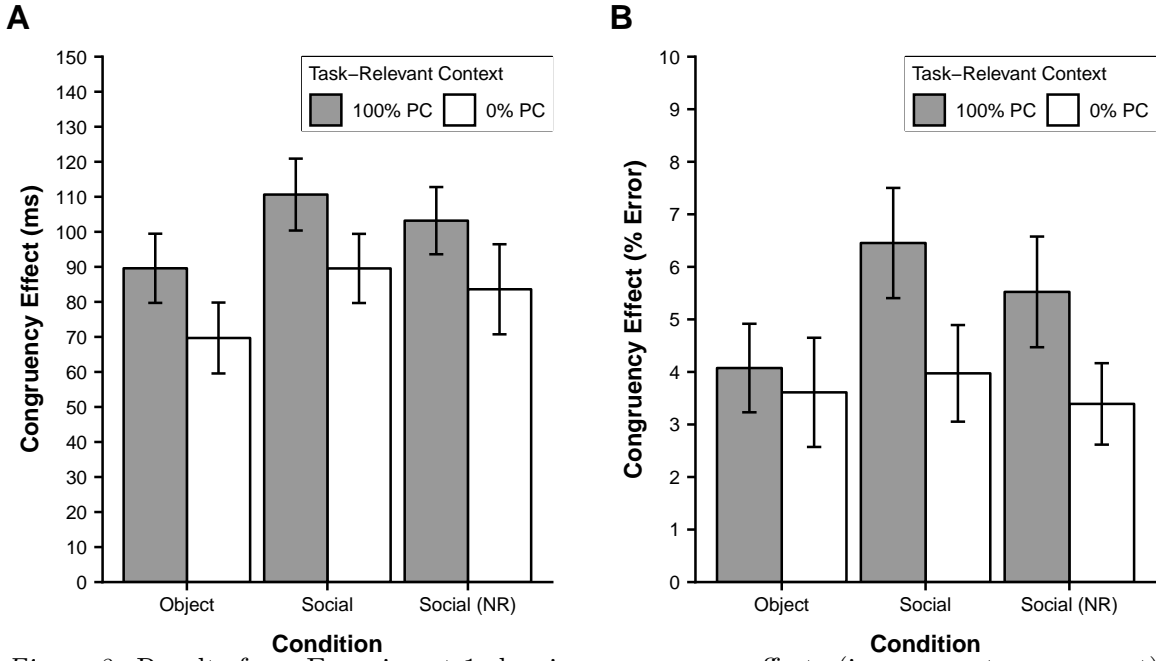 A
B
Congruency Effect (ms)
150
140
130
120
110
100
90
80
70
60
50
40
30
20
10
0
Task−Relevant Context
100% PC 0% PC
Object Social Social (NR)
Condition
Congruency Effect (% Error)
10
9
8
7
6
5
4
3
2
1
0
Task−Relevant Context
100% PC 0% PC
Object Social Social (NR)
Condition